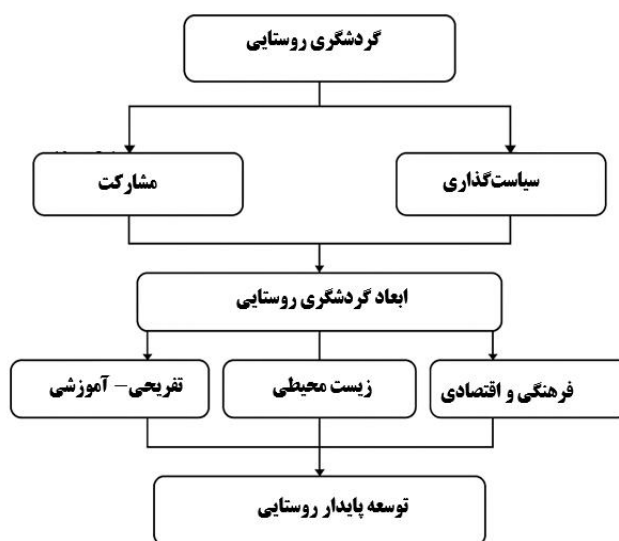 گردشگری روستایی
سیاست‌گذاری
مشارکت
ابعاد گردشگری روستایی
فرهنگی و اقتصادی
زیست محیطی
تفریحی– آموزشی
توسعه پایدار روستایی